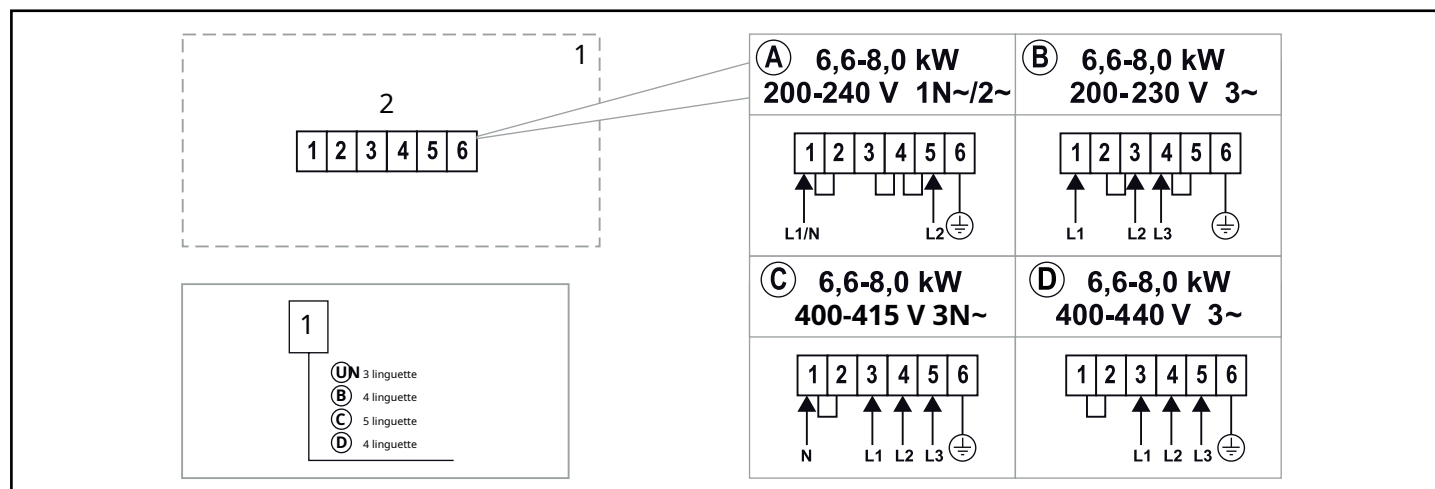 1
2
1 2 3 4 5 6
1
UN 3 linguette
B 4 linguette
C 5 linguette
D 4 linguette
A 6,6-8,0 kW
200-240 V 1N~/2~
1 2 3 4 5 6
L1/N L2
B 6,6-8,0 kW
200-230 V 3~
1 2 3 4 5 6
L1 L2 L3
C 6,6-8,0 kW
400-415 V 3N~
1 2 3 4 5 6
N L1 L2 L3
D 6,6-8,0 kW
400-440 V 3~
1 2 3 4 5 6
L1 L2 L3